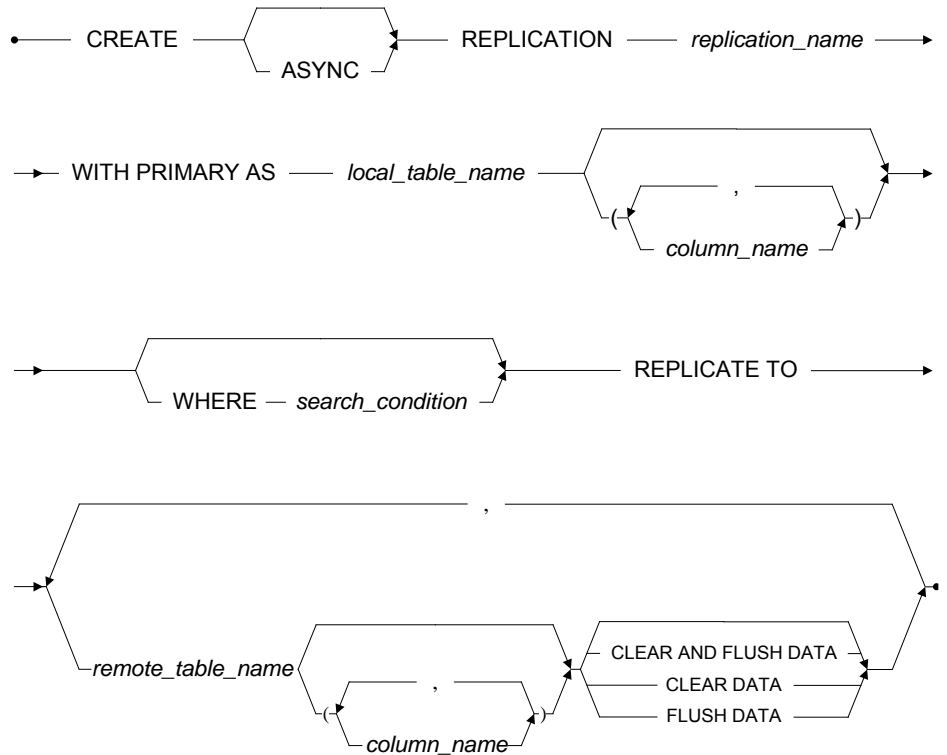 CREATE REPLICATION replication_name
ASYNC
WITH PRIMARY AS local_table_name
( , )
column_name
REPLICATE TO
WHERE search_condition
,
CLEAR AND FLUSH DATA
remote_table_name
CLEAR DATA
( , )
FLUSH DATA
column_name